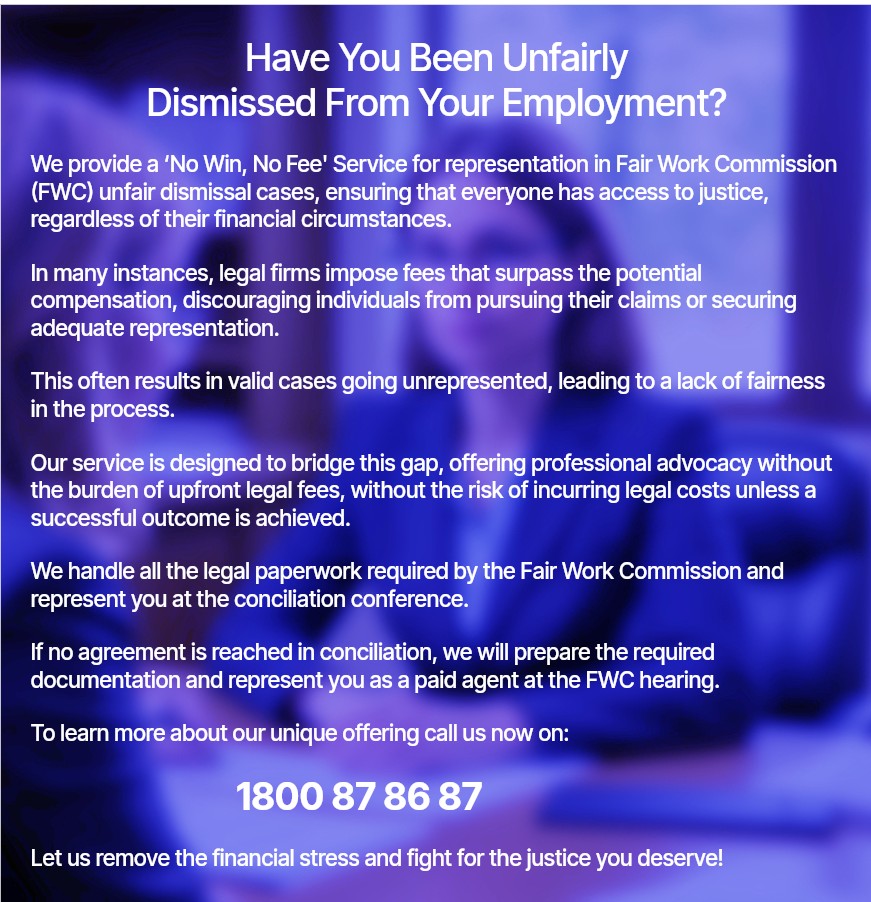 Have You Been Unfairly
Dismissed From Your Employment?
We provide a ‘No Win, No Fee' Service for representation in Fair Work Commission
(FWC) unfair dismissal cases, ensuring that everyone has access to justice,
regardless of their financial circumstances.
In many instances, legal firms impose fees that surpass the potential
compensation, discouraging individuals from pursuing their claims or securing
adequate representation.
This often results in valid cases going unrepresented, leading to a lack of fairness
in the process.
Our service is designed to bridge this gap, offering professional advocacy without
the burden of upfront legal fees, without the risk of incurring legal costs unless a
successful outcome is achieved.
We handle all the legal paperwork required by the Fair Work Commission and
represent you at the conciliation conference.
If no agreement is reached in conciliation, we will prepare the required
documentation and represent you as a paid agent at the FWC hearing.
To learn more about our unique offering call us now on:
1800 87 86 87
Let us remove the financial stress and fight for the justice you deserve!